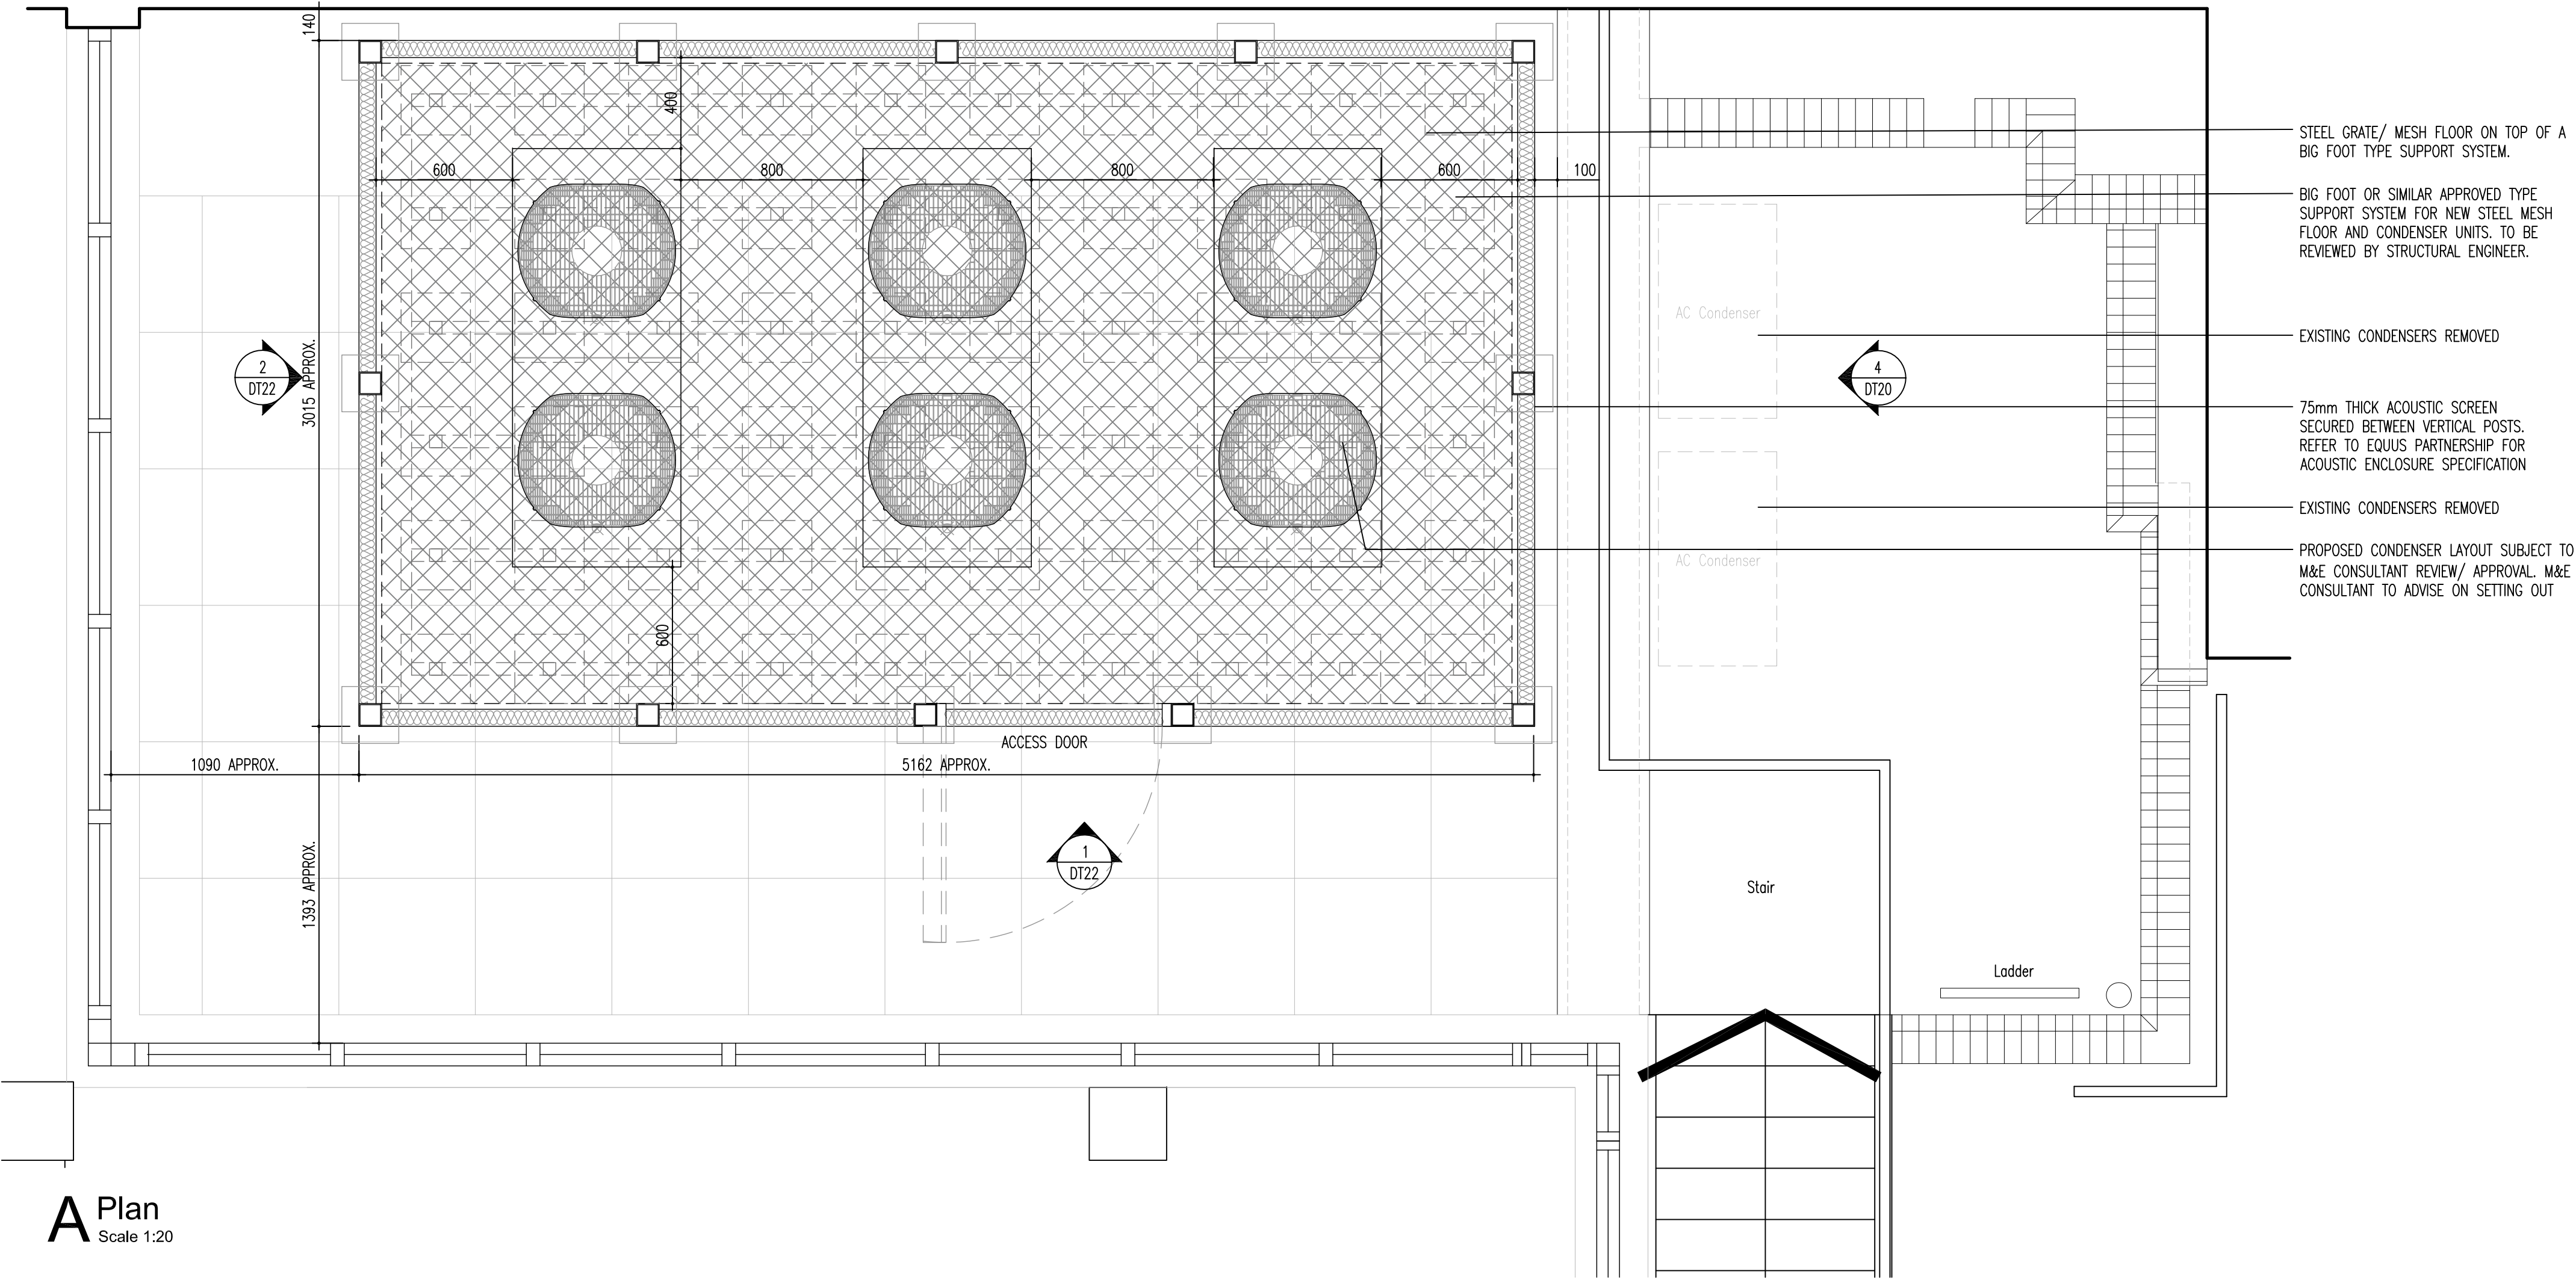 140
400
600
800
800
600
100
3015 APPROX.
2
DT22
600
ACCESS DOOR
1090 APPROX.
5162 APPROX.
1393 APPROX.
1
DT22
AC Condenser
AC Condenser
4
DT20
Stair
Ladder
STEEL GRATE/ MESH FLOOR ON TOP OF A
BIG FOOT TYPE SUPPORT SYSTEM.
BIG FOOT OR SIMILAR APPROVED TYPE
SUPPORT SYSTEM FOR NEW STEEL MESH
FLOOR AND CONDENSER UNITS. TO BE
REVIEWED BY STRUCTURAL ENGINEER.
EXISTING CONDENSERS REMOVED
75mm THICK ACOUSTIC SCREEN
SECURED BETWEEN VERTICAL POSTS.
REFER TO EQUUS PARTNERSHIP FOR
ACOUSTIC ENCLOSURE SPECIFICATION
EXISTING CONDENSERS REMOVED
PROPOSED CONDENSER LAYOUT SUBJECT TO
M&E CONSULTANT REVIEW/ APPROVAL. M&E
CONSULTANT TO ADVISE ON SETTING OUT
A Plan
Scale 1:20